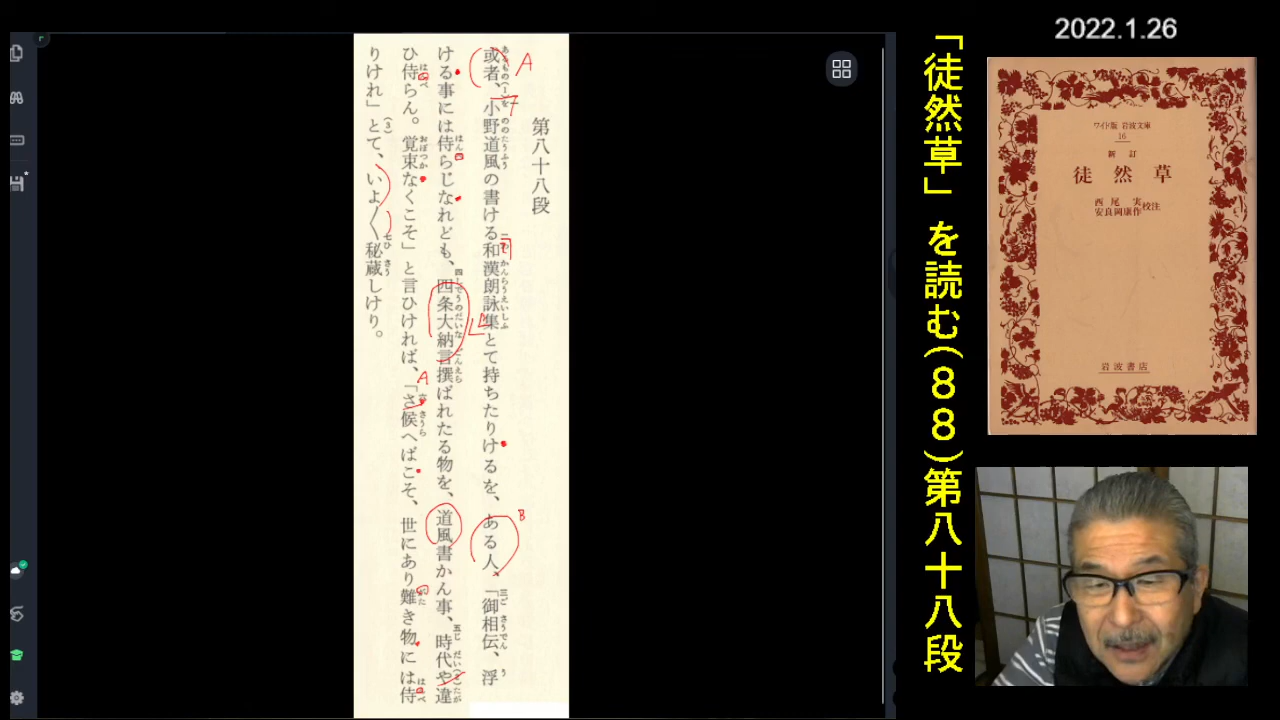 2022.1.26
「徒然草」を読む(88)第八十八段
ワイド版 岩波文庫
16
新訂
徒然草
西尾実
安良岡康作 校注
岩波書店
第八十八段
或者、小野道風の書ける和漢朗詠集とて持ちたりけるを、ある人、「御相伝、浮
ける事には侍らじなれども、四条大納言撰ばれたる物を、道風書かん事、時代や違
ひ侍らん。覚束なくこそ」と言ひければ、「さ候へばこそ、世にあり難き物には侍
りけれ」とて、いよ〳〵秘蔵しけり。
A
B
A